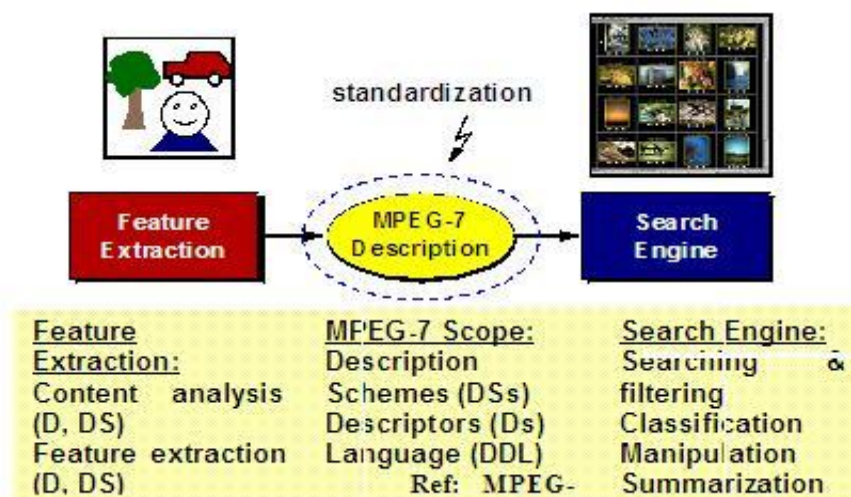 standardization
Feature
Extraction
MPEG-7
Description
Search
Engine
Feature
Extraction:
Content analysis
(D, DS)
Feature extraction
(D, DS)
MPEG-7 Scope:
Description
Schemes (DSs)
Descriptors (Ds)
Language (DDL)
Ref: MPEG-
Search Engine:
Searching &
filtering
Classification
Manipulation
Summarization